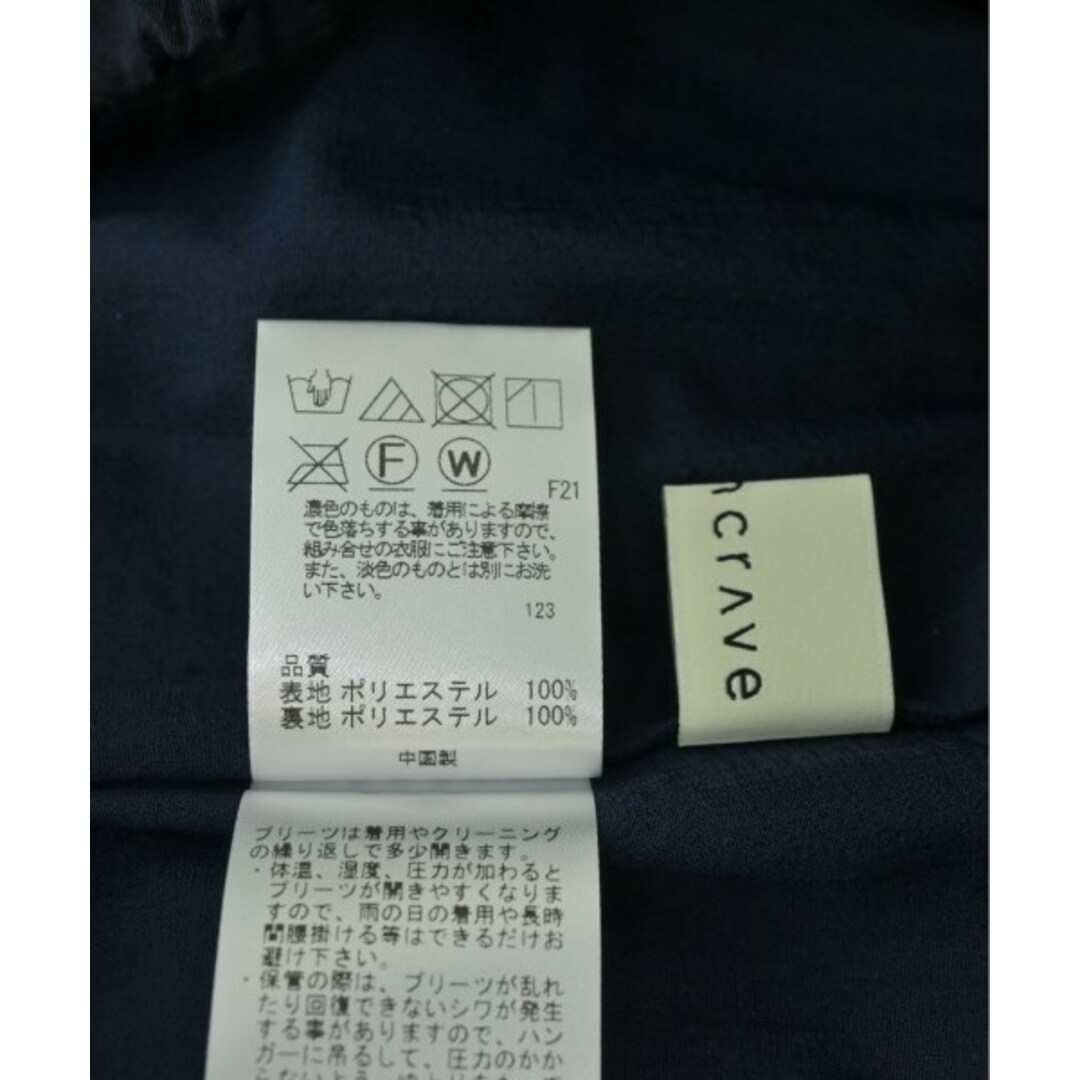 F
W
F21
濃色のものは、着用による摩擦
で色落ちする事がありますので、
組み合せの衣服にご注意下さい。
また、淡色のものとは別にお洗
い下さい。
123
品質
表地 ポリエステル 100%
裏地 ポリエステル 100%
中国製
プリーツは着用やクリーニング
の繰り返しで多少開きます。
・体温、湿度、圧力が加わると
プリーツが開きやすくなりま
すので、雨の日の着用や長時
間腰掛ける等はできるだけお
避け下さい。
・保管の際は、プリーツが乱れ
たり回復できないシワが発生
する事がありますので、ハン
ガーに吊るして、圧力のかか
らないよう
crave